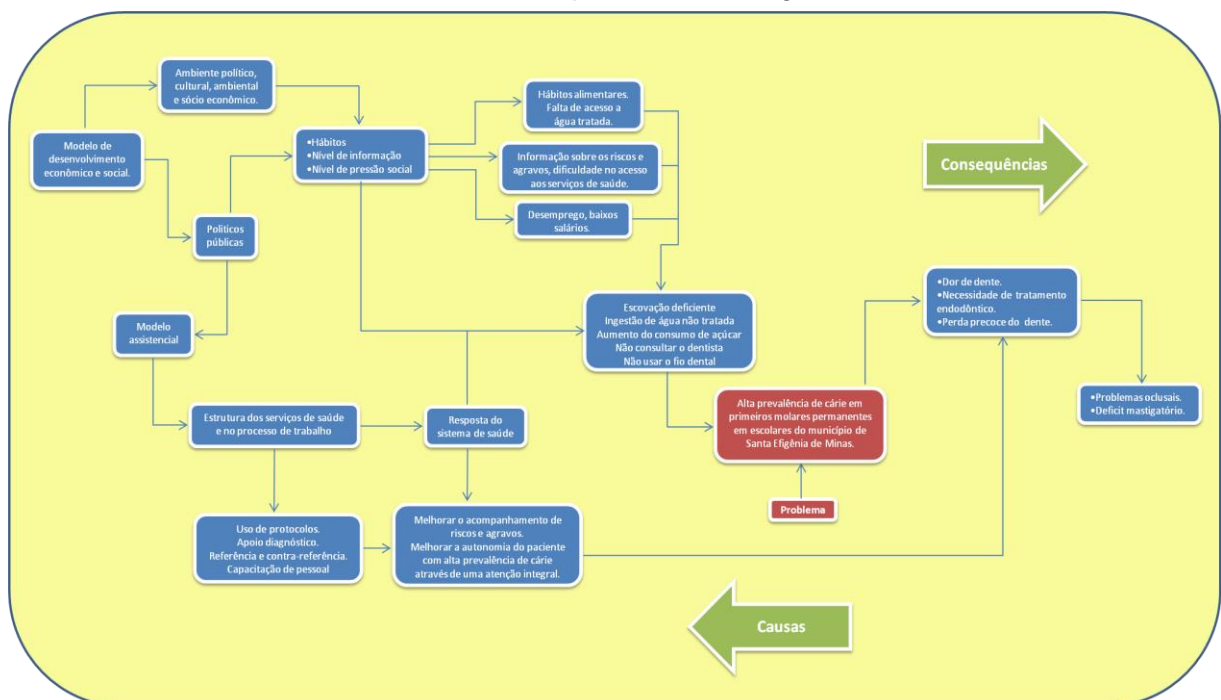 Ambiente político,
cultural, ambiental
e sócio econômico.
Modelo de
desenvolvimento
econômico e social.
Políticos
públicas
•Hábitos
•Nível de informação
•Nível de pressão social
Hábitos alimentares.
Falta de acesso a
água tratada.
Informação sobre os riscos e
agravos, dificuldade no acesso
aos serviços de saúde.
Desemprego, baixos
salários.
Consequências
Modelo
assistencial
Escovação deficiente
Ingestão de água não tratada
Aumento do consumo de açúcar
Não consultar o dentista
Não usar o fio dental
•Dor de dente.
•Necessidade de tratamento
endodôntico.
•Perda precoce do dente.
•Problemas oclusais.
•Deficit mastigatório.
Estrutura dos serviços de saúde
e no processo de trabalho
Resposta do
sistema de saúde
Alta prevalência de cárie em
primeiros molares permanentes
em escolares do município de
Santa Efigênia de Minas.
Problema
Uso de protocolos.
Apoio diagnóstico.
Referência e contra-referência.
Capacitação de pessoal
Melhorar o acompanhamento de
riscos e agravos.
Melhorar a autonomia do paciente
com alta prevalência de cárie
através de uma atenção integral.
Causas